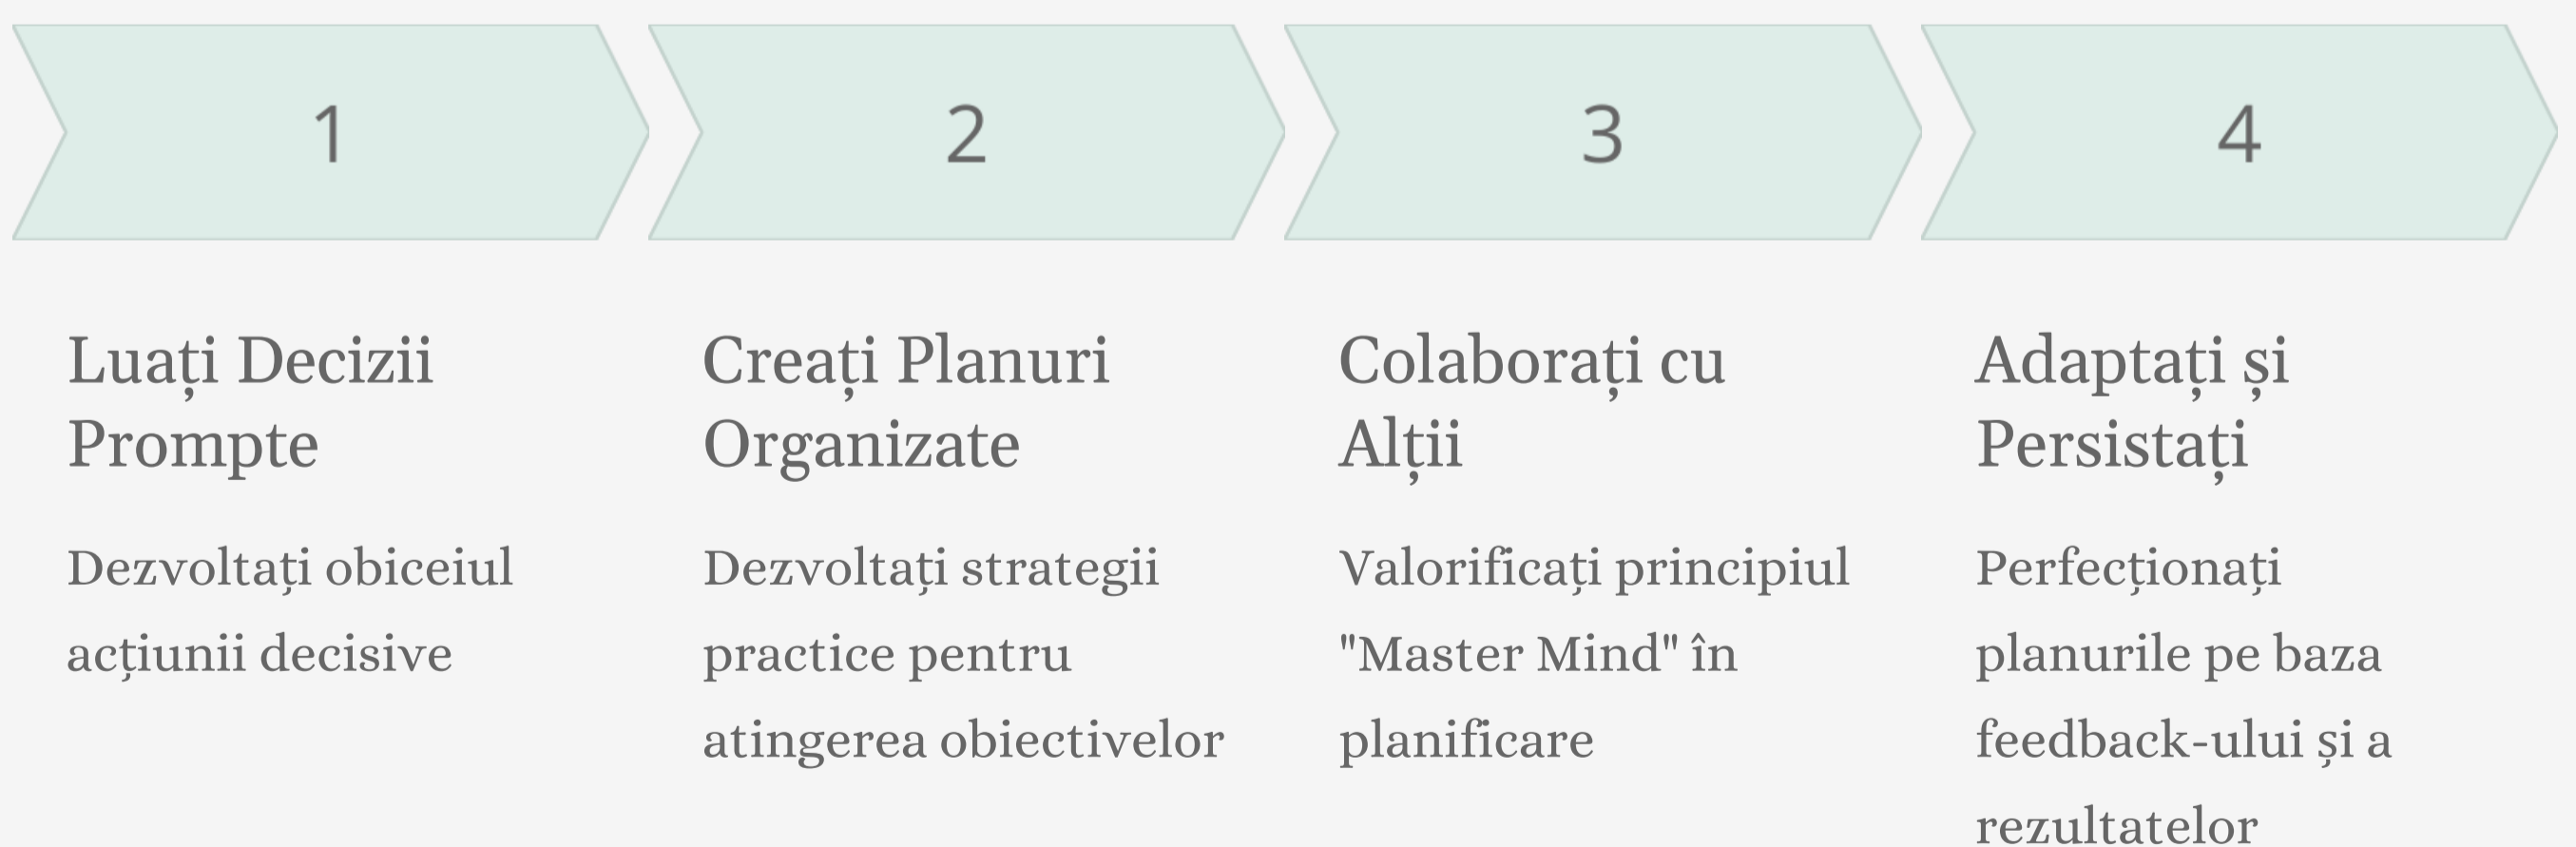 1
2
3
4
Luați Decizii
Prompte
Dezvoltați obiceiul
acțiunii decisive
Creați Planuri
Organizate
Dezvoltați strategii
practice pentru
atingerea obiectivelor
Colaborați cu
Alții
Valorificați principiul
"Master Mind" în
planificare
Adaptați și
Persistați
Perfecționați
planurile pe baza
feedback-ului și a
rezultatelor